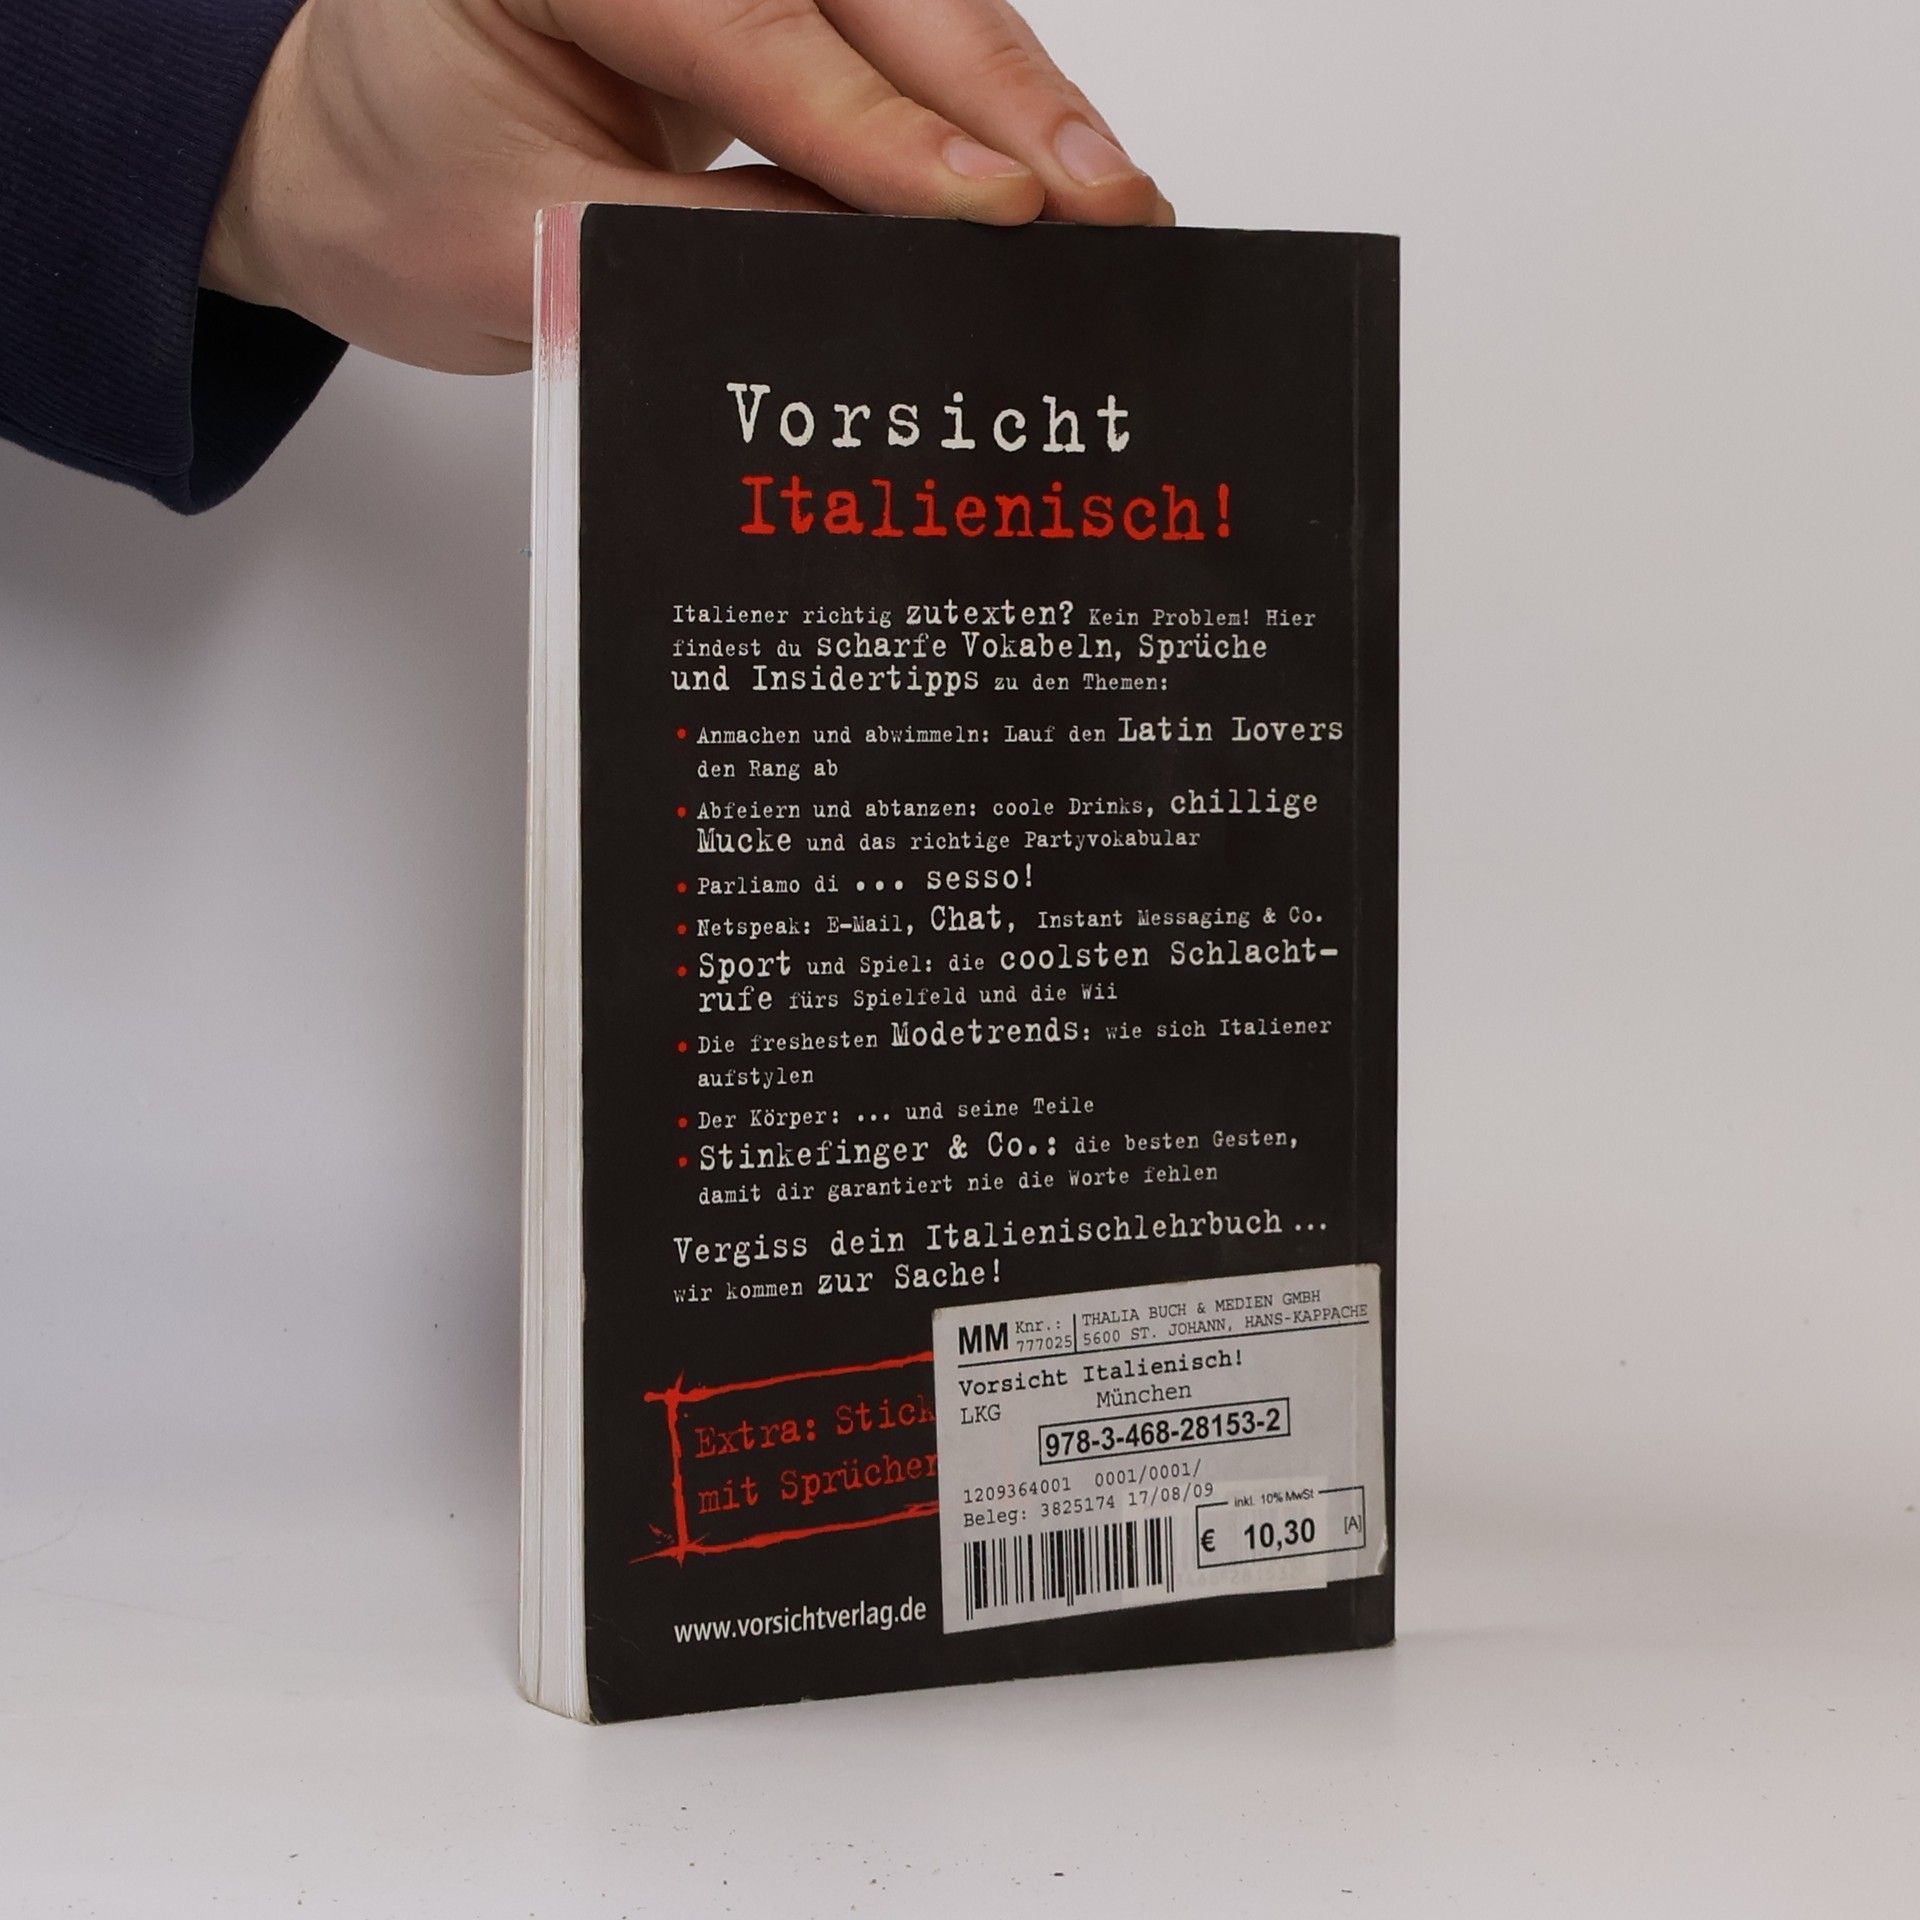 Vorsicht
Italienisch!
Italiener richtig zutexten? Kein Problem! Hier
findest du scharfe Vokabeln, Sprüche
und Insidertipps zu den Themen:
• Anmachen und abwimmeln: Lauf den Latin Lovers
den Rang ab
• Abfeiern und abtanzen: coole Drinks, chillige
Mucke und das richtige Partyvokabular
• Parliamo di ... sesso!
• Netspeak: E-Mail, Chat, Instant Messaging & Co.
• Sport und Spiel: die coolsten Schlacht-
rufe fürs Spielfeld und die Wii
• Die freshesten Modetrends: wie sich Italiener
aufstylen
• Der Körper: ... und seine Teile
• Stinkefinger & Co.: die besten Gesten,
damit dir garantiert nie die Worte fehlen
Vergiss dein Italienischlehrbuch ...
wir kommen zur Sache!
Extra: Stick
mit Sprücher
www.vorsichtverlag.de
MM Knr.: THALIA BUCH & MEDIEN GMBH
777025 5600 ST. JOHANN, HANS-KAPPACHE
Vorsicht Italienisch!
LKG München
978-3-468-28153-2
1209364001 0001/0001/
Beleg: 3825174 17/08/09
inkl. 10% MwSt
€ 10,30 [A]